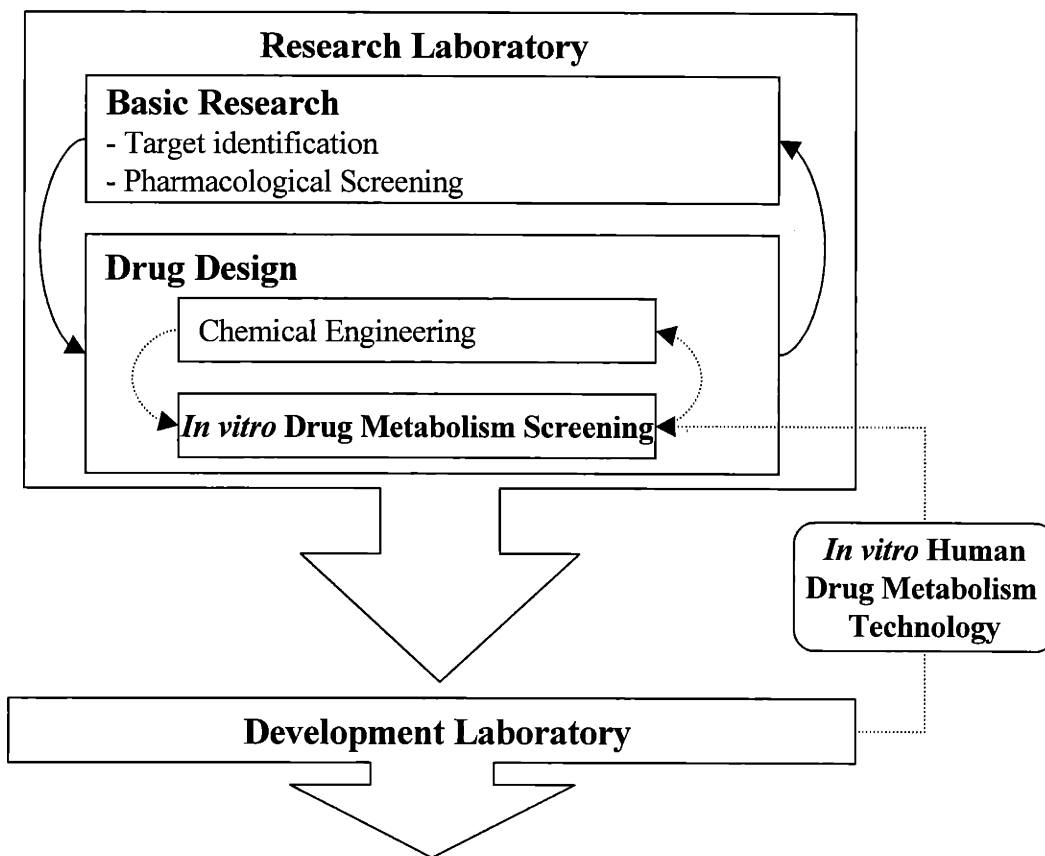 Research Laboratory
Basic Research
- Target identification
- Pharmacological Screening
Drug Design
Chemical Engineering
In vitro Drug Metabolism Screening
In vitro Human
Drug Metabolism
Technology
Development Laboratory